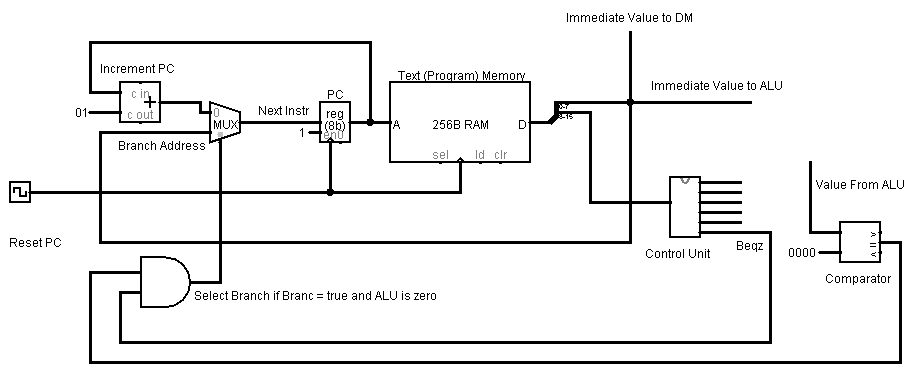 Immediate Value to DM
Increment PC
Text (Program) Memory
Immediate Value to ALU
c in
+
c out
01
PC
Next Instr
reg
(8b)
en0
1
0
MUX
Branch Address
A
256B RAM
D
sel
ld
clr
0-7
8-15
Value From ALU
Reset PC
Control Unit
Beqz
0000
>
=
<
Comparator
Select Branch if Branc = true and ALU is zero